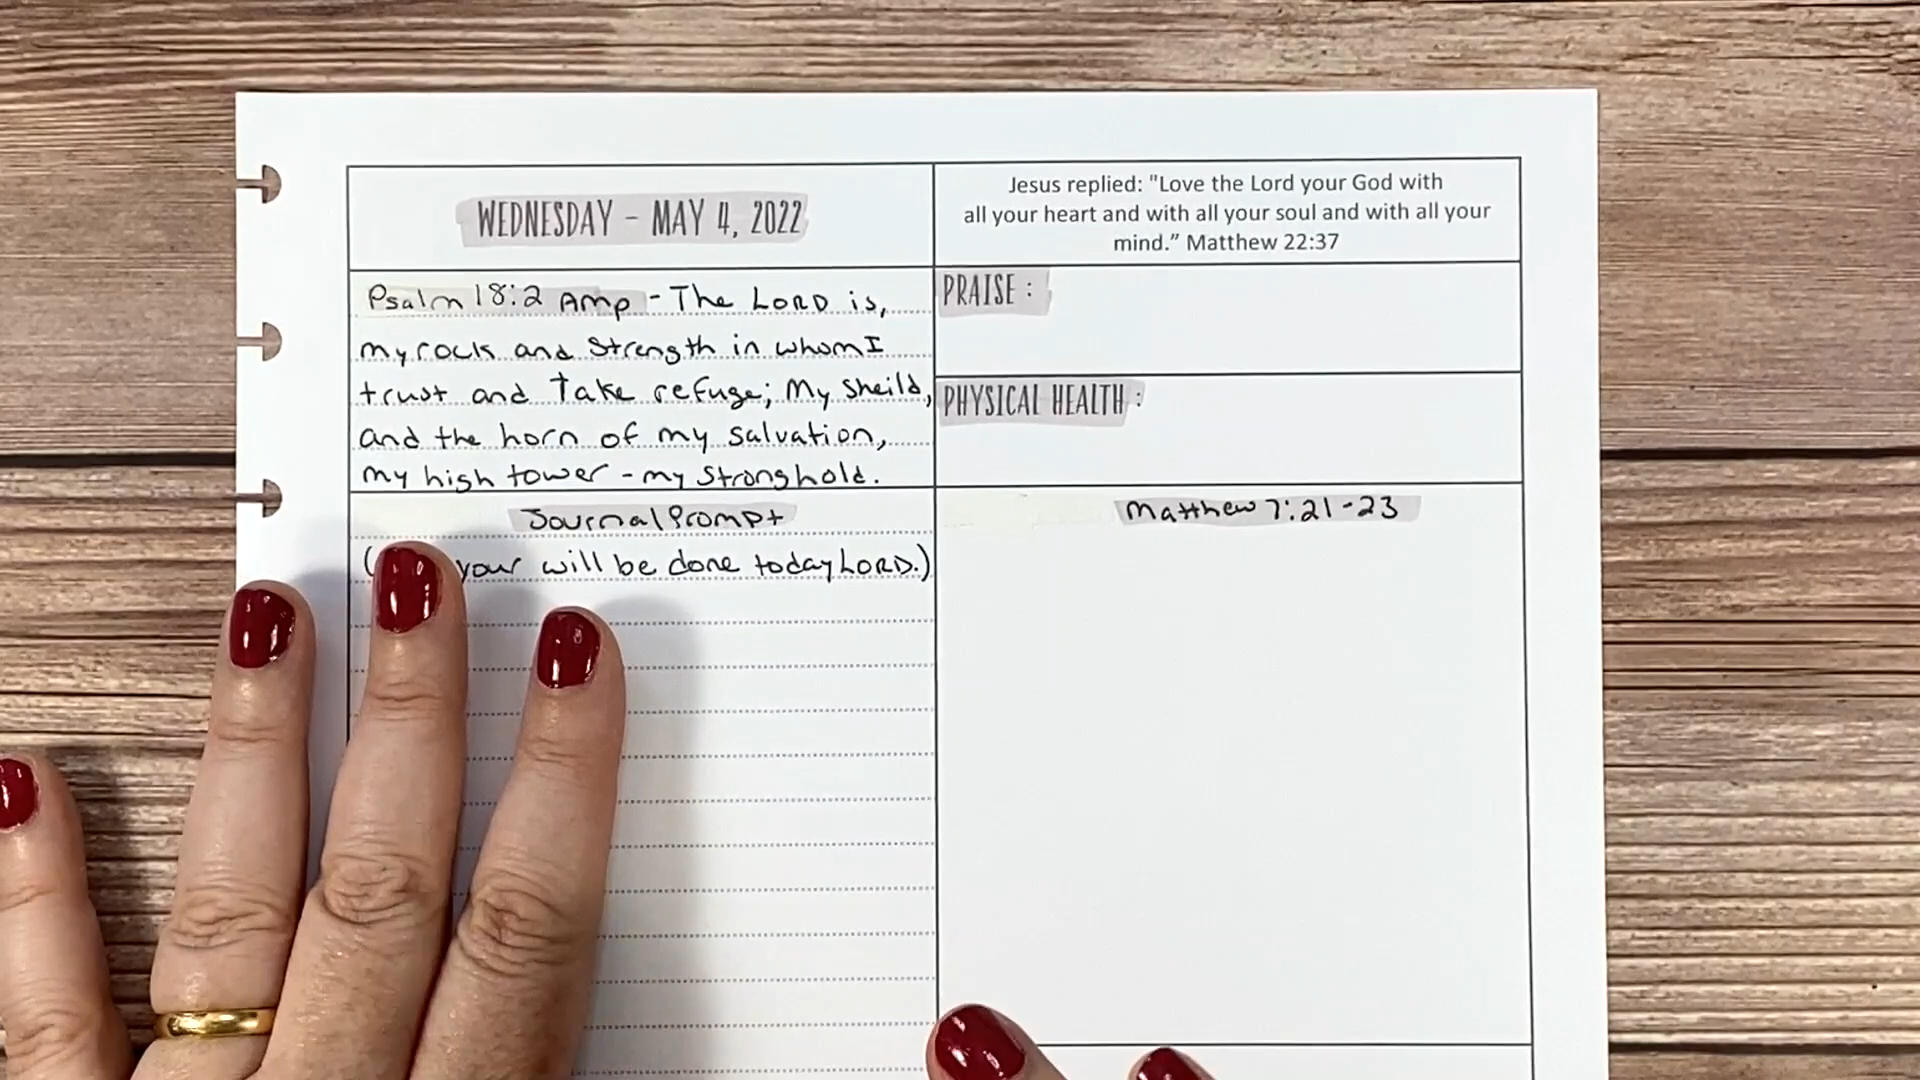 WEDNESDAY - MAY 4, 2022
Jesus replied: "Love the Lord your God with
all your heart and with all your soul and with all your
mind." Matthew 22:37
Psalm 18:2 Amp - The LORD is,
my rock and strength in whom I
trust and Take refuge; My sheild,
and the horn of my salvation,
my high tower - my stronghold.
PRAISE :
PHYSICAL HEALTH :
Journal Prompt
( your will be done today LORD.)
Matthew 7:21-23